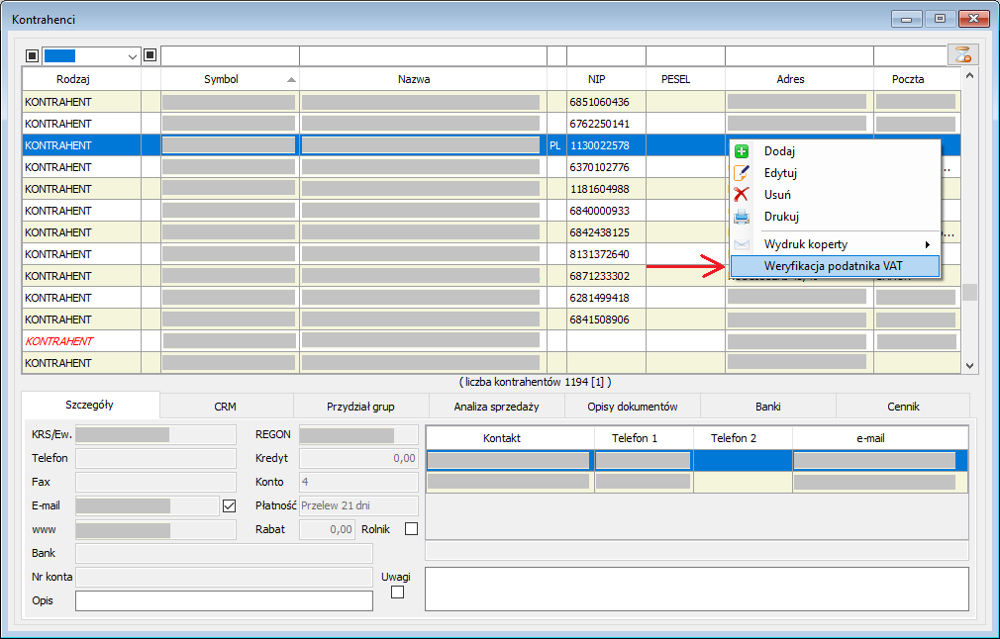 Kontrahenci
Rodzaj Symbol Nazwa NIP PESEL Adres Poczta
KONTRAHENT 6851060436
KONTRAHENT 6762250141
KONTRAHENT PL 1130022578
KONTRAHENT 6370102776
KONTRAHENT 1181604988
KONTRAHENT 6840000933
KONTRAHENT 6842438125
KONTRAHENT 8131372640
KONTRAHENT 6871233302
KONTRAHENT 6281499418
KONTRAHENT 6841508906
KONTRAHENT
KONTRAHENT
Dodaj
Edytuj
Usuń
Drukuj
Wydruk koperty
Weryfikacja podatnika VAT
( liczba kontrahentów 1194 [1] )
Szczegóły CRM Przydział grup Analiza sprzedaży Opisy dokumentów Banki Cennik
KRS/Ew. REGON
Telefon Kredyt 0,00
Fax Konto 4
E-mail Płatność Przelew 21 dni
www Rabat 0,00 Rolnik
Bank
Nr konta Uwagi
Opis
Kontakt Telefon 1 Telefon 2 e-mail